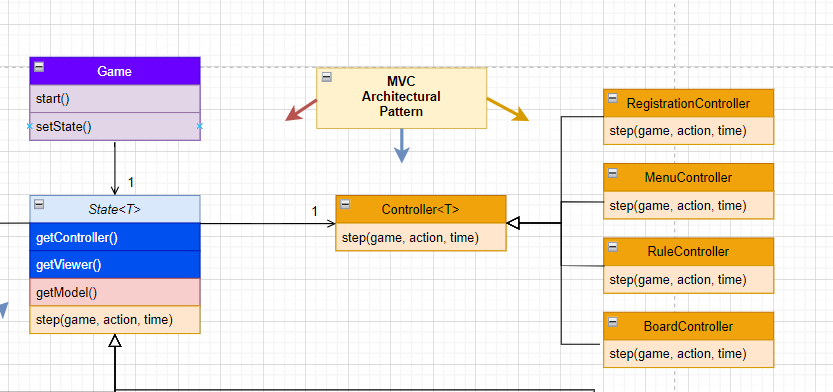 Game
start()
setState()
1
MVC
Architectural
Pattern
State<T>
getController()
getViewer()
getModel()
step(game, action, time)
1
Controller<T>
step(game, action, time)
RegistrationController
step(game, action, time)
MenuController
step(game, action, time)
RuleController
step(game, action, time)
BoardController
step(game, action, time)